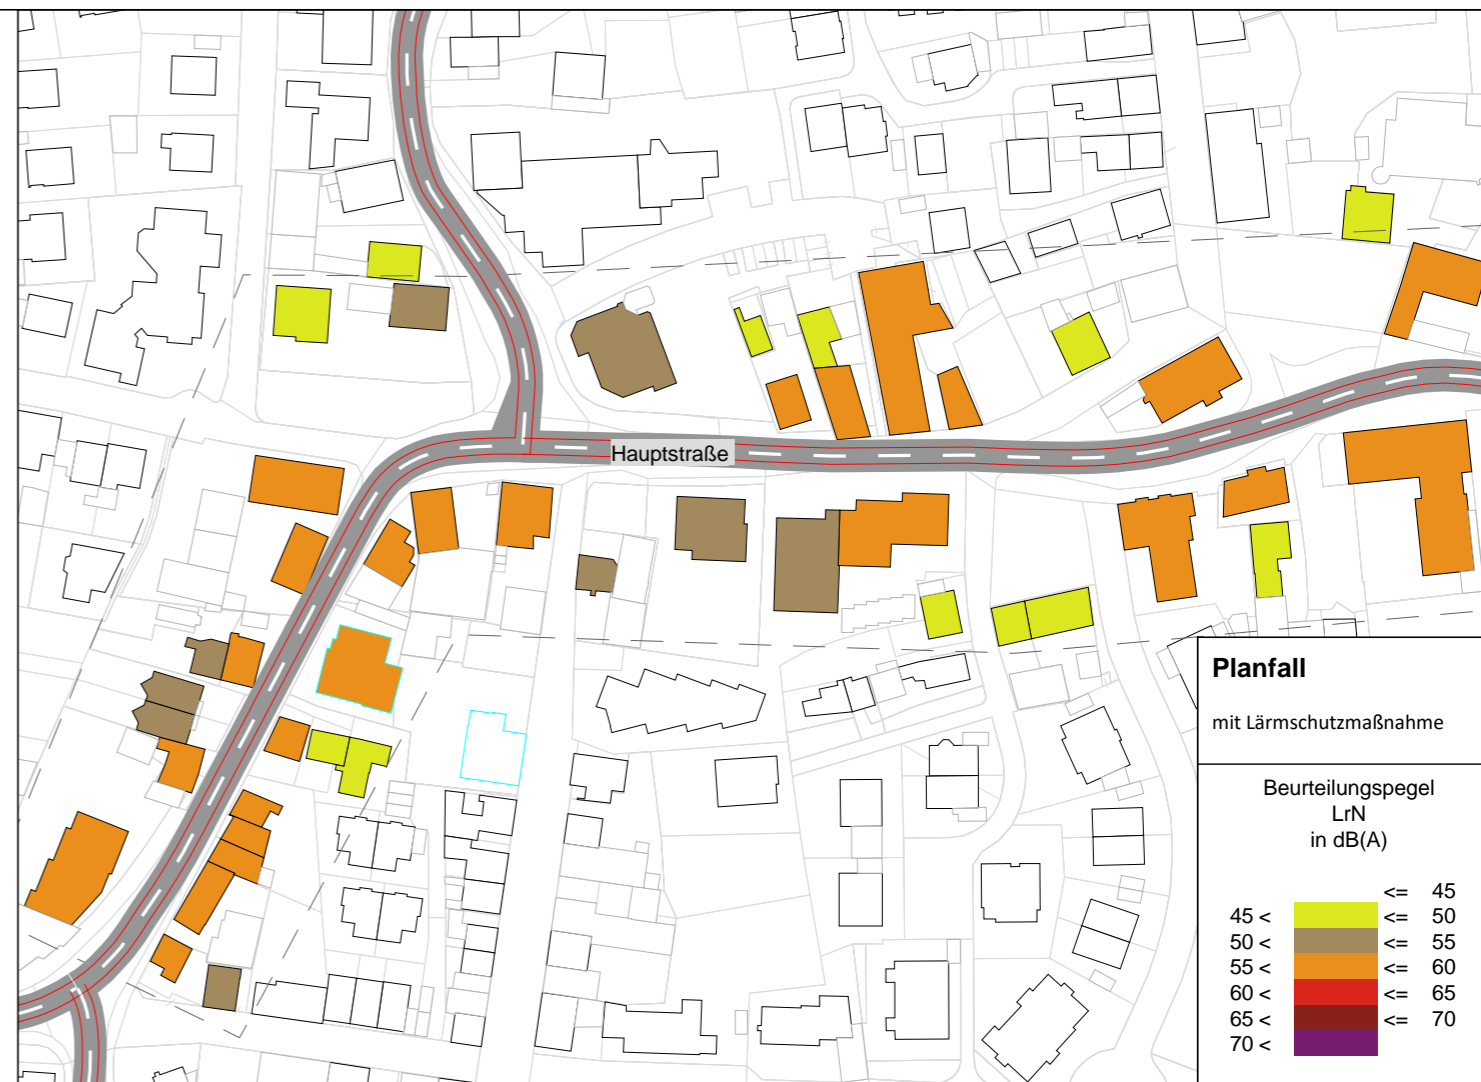 Hauptstraße
Planfall
mit Lärmschutzmaßnahme
Beurteilungspegel
LrN
in dB(A)
<= 45
45 < <= 50
50 < <= 55
55 < <= 60
60 < <= 65
65 < <= 70
70 <